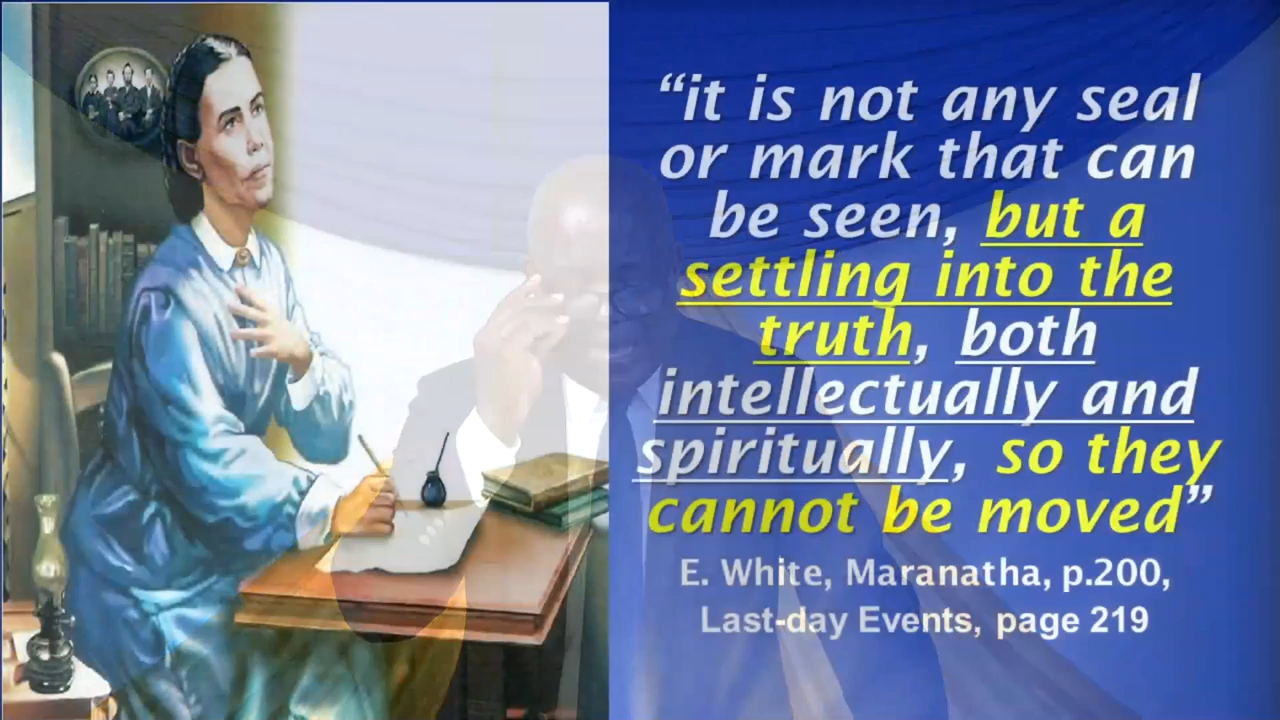 “it is not any seal
or mark that can
be seen, but a
settling into the
truth, both
intellectually and
spiritually, so they
cannot be moved”
E. White, Maranatha, p.200,
Last-day Events, page 219